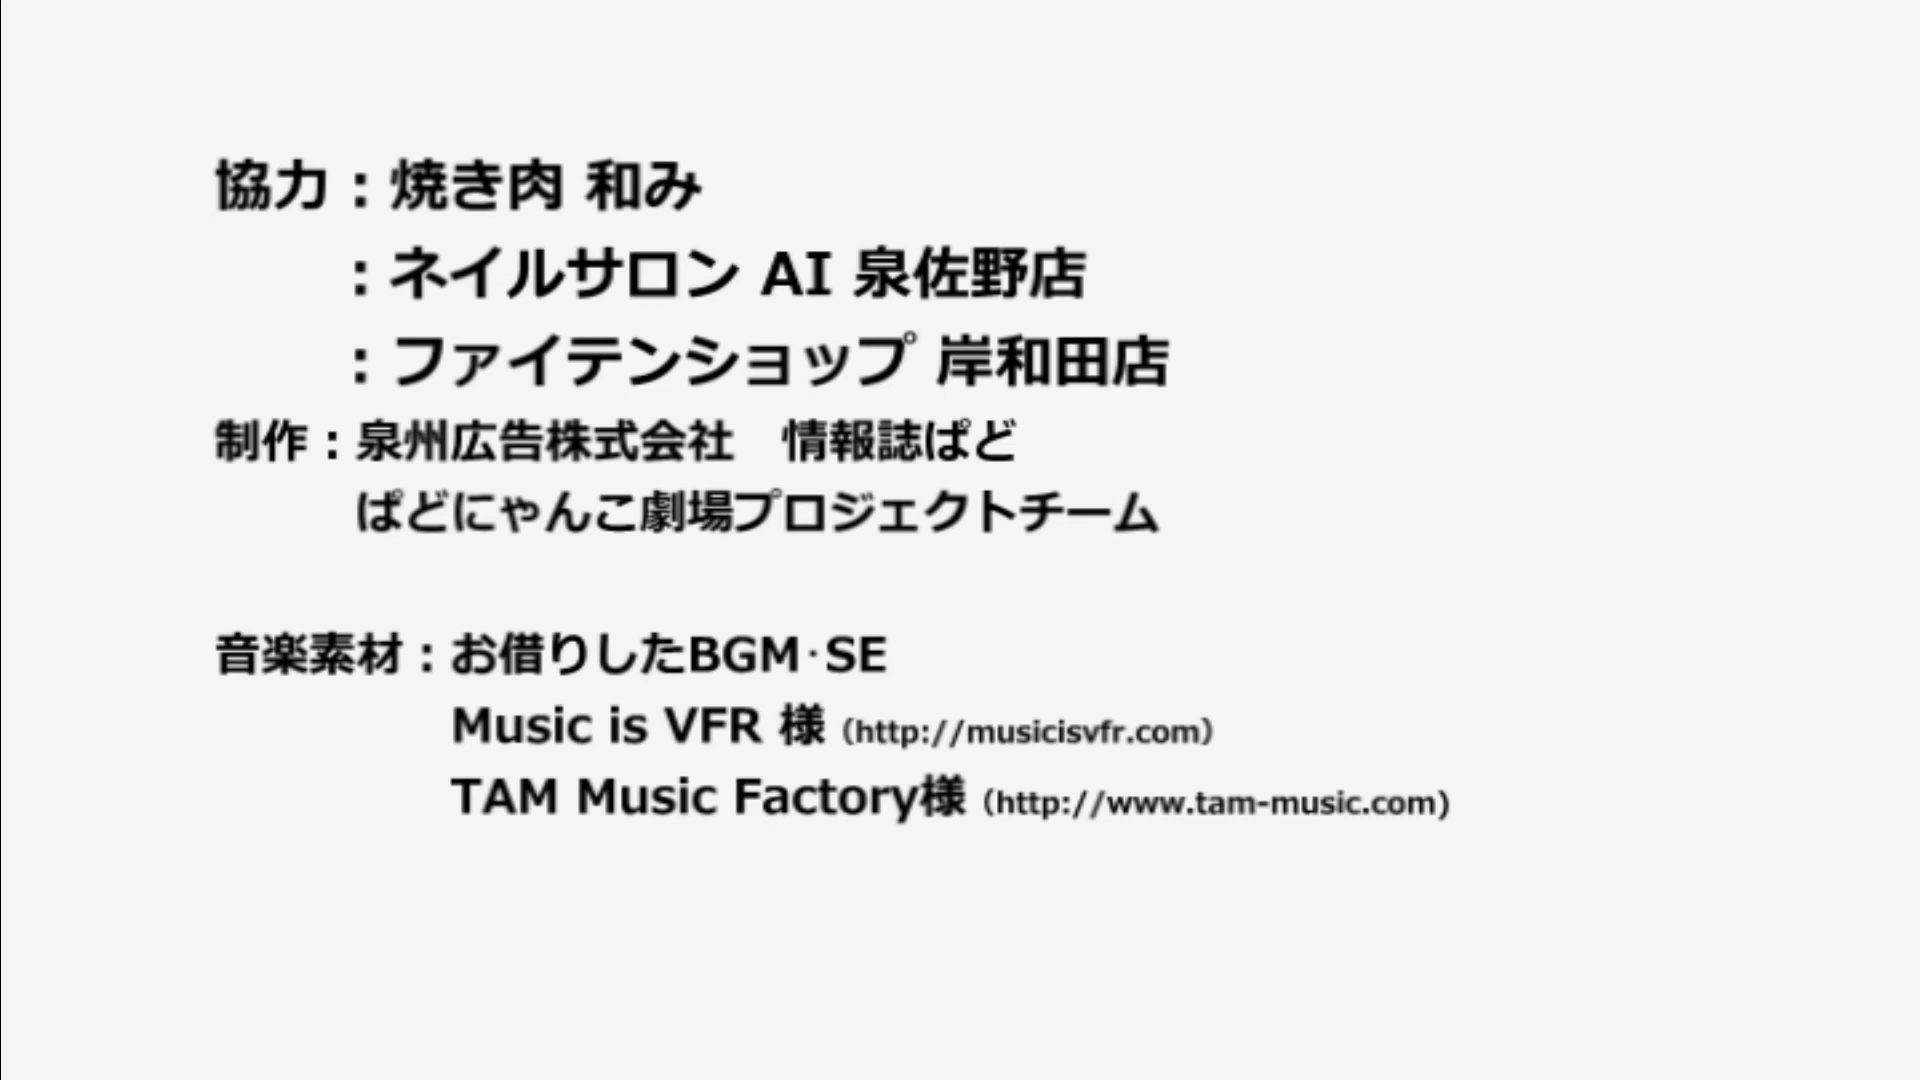 協力：焼き肉 和み
：ネイルサロン AI 泉佐野店
：ファイテンショップ 岸和田店
制作：泉州広告株式会社　情報誌ぱど
ぱどにゃんこ劇場プロジェクトチーム
音楽素材：お借りしたBGM･SE
Music is VFR 様（http://musicisvfr.com）
TAM Music Factory様（http://www.tam-music.com)